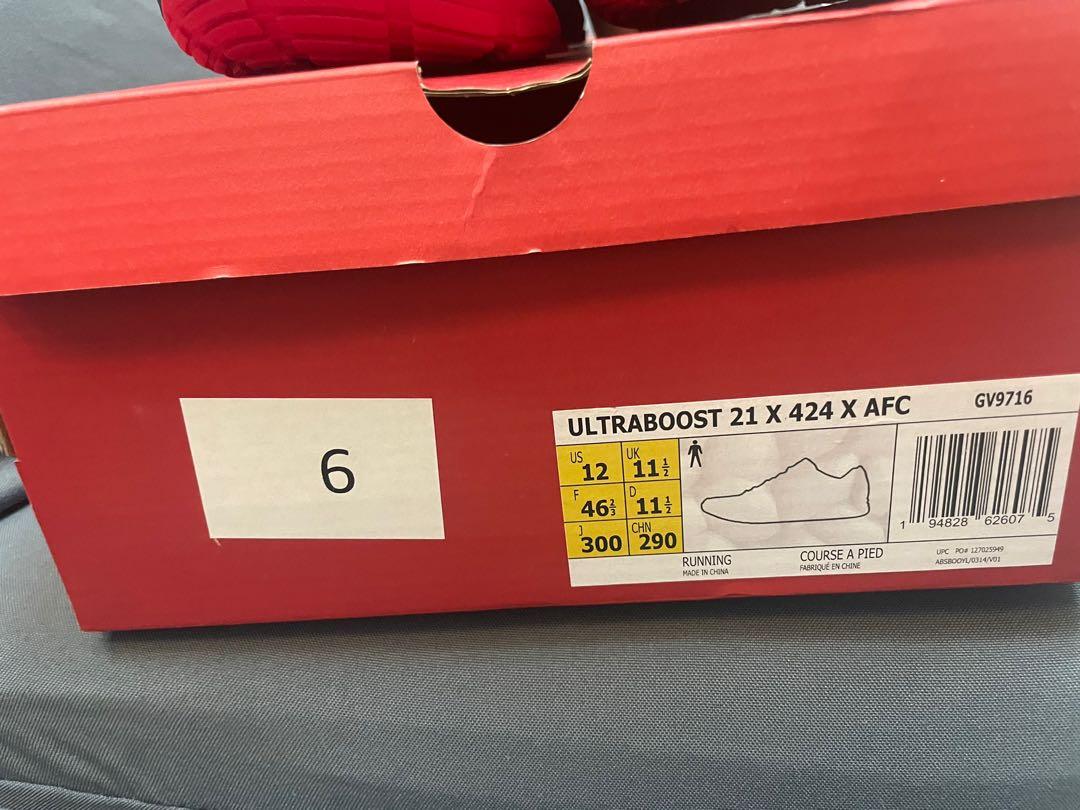 6
ULTRABOOST 21 X 424 X AFC
GV9716
US 12 UK 11½
F 46⅔ D 11½
J 300 CHN 290
RUNNING
MADE IN CHINA
COURSE A PIED
FABRIQUÉ EN CHINE
1 94828 62607 5
UPC PO# 127025949
ABSBOOYL/0314/V01